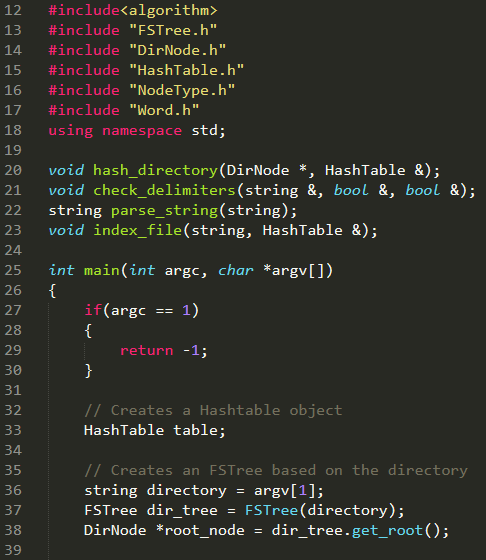 12 #include<algorithm>
13 #include "FSTree.h"
14 #include "DirNode.h"
15 #include "HashTable.h"
16 #include "NodeType.h"
17 #include "Word.h"
18 using namespace std;
19
20 void hash_directory(DirNode *, HashTable &);
21 void check_delimiters(string &, bool &, bool &);
22 string parse_string(string);
23 void index_file(string, HashTable &);
24
25 int main(int argc, char *argv[])
26 {
27     if(argc == 1)
28     {
29         return -1;
30     }
31
32     // Creates a Hashtable object
33     HashTable table;
34
35     // Creates an FSTree based on the directory
36     string directory = argv[1];
37     FSTree dir_tree = FSTree(directory);
38     DirNode *root_node = dir_tree.get_root();
39